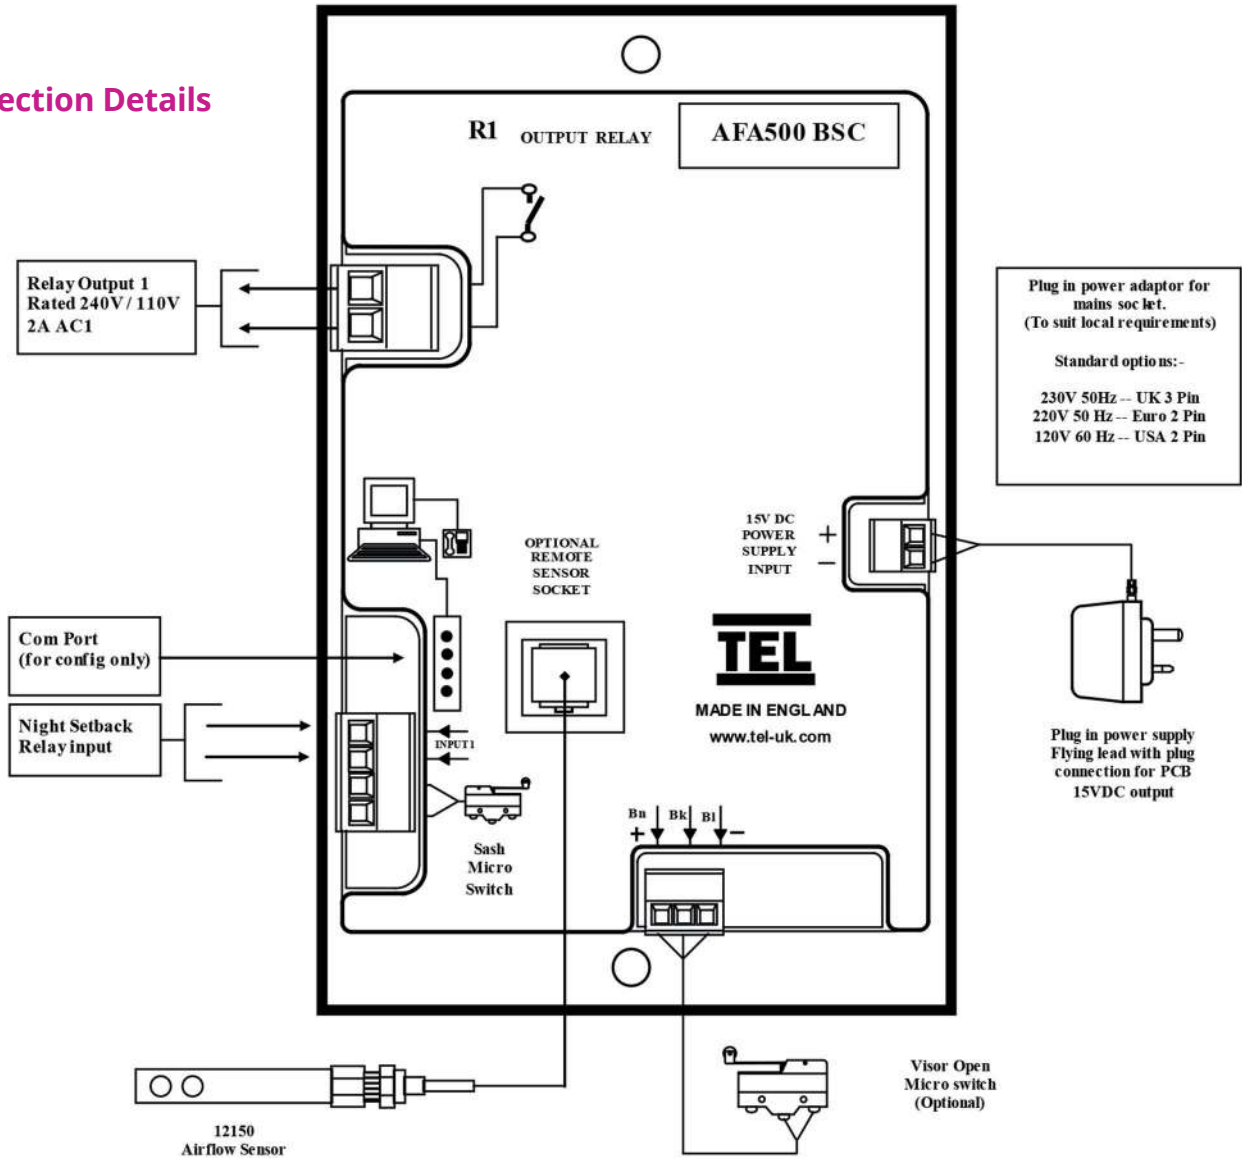 ection Details
R1 OUTPUT RELAY
AFA500 BSC
Relay Output 1
Rated 240V / 110V
2A AC1
Plug in power adaptor for
mains socket.
(To suit local requirements)
Standard options:-
230V 50Hz -- UK 3 Pin
220V 50 Hz -- Euro 2 Pin
120V 60 Hz -- USA 2 Pin
15V DC
POWER
SUPPLY
INPUT
+
−
OPTIONAL
REMOTE
SENSOR
SOCKET
Com Port
(for config only)
Night Setback
Relay input
INPUT 1
TEL
MADE IN ENGLAND
www.tel-uk.com
Plug in power supply
Flying lead with plug
connection for PCB
15VDC output
Sash
Micro
Switch
Bn Bk Bl
+ −
Visor Open
Micro switch
(Optional)
12150
Airflow Sensor